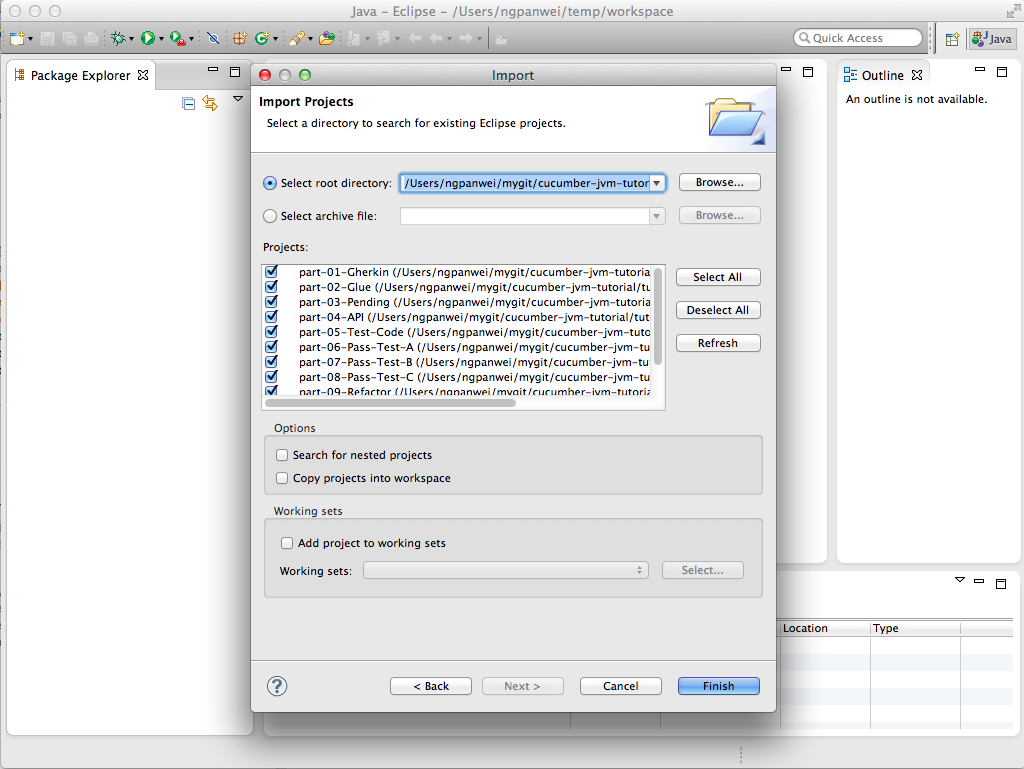 Java – Eclipse – /Users/ngpanwei/temp/workspace
Quick Access
Java
Package Explorer
Import
Outline
An outline is not available.
Import Projects
Select a directory to search for existing Eclipse projects.
Select root directory:
/Users/ngpanwei/mygit/cucumber-jvm-tutor
Browse...
Select archive file:
Browse...
Projects:
part-01-Gherkin (/Users/ngpanwei/mygit/cucumber-jvm-tutoria
part-02-Glue (/Users/ngpanwei/mygit/cucumber-jvm-tutorial/tu
part-03-Pending (/Users/ngpanwei/mygit/cucumber-jvm-tutoria
part-04-API (/Users/ngpanwei/mygit/cucumber-jvm-tutorial/tut
part-05-Test-Code (/Users/ngpanwei/mygit/cucumber-jvm-tuto
part-06-Pass-Test-A (/Users/ngpanwei/mygit/cucumber-jvm-tu
part-07-Pass-Test-B (/Users/ngpanwei/mygit/cucumber-jvm-tu
part-08-Pass-Test-C (/Users/ngpanwei/mygit/cucumber-jvm-tu
part-09-Refactor (/Users/ngpanwei/mygit/cucumber-jvm-tutoria
Select All
Deselect All
Refresh
Options
Search for nested projects
Copy projects into workspace
Working sets
Add project to working sets
Working sets:
Select...
Location
Type
?
< Back
Next >
Cancel
Finish